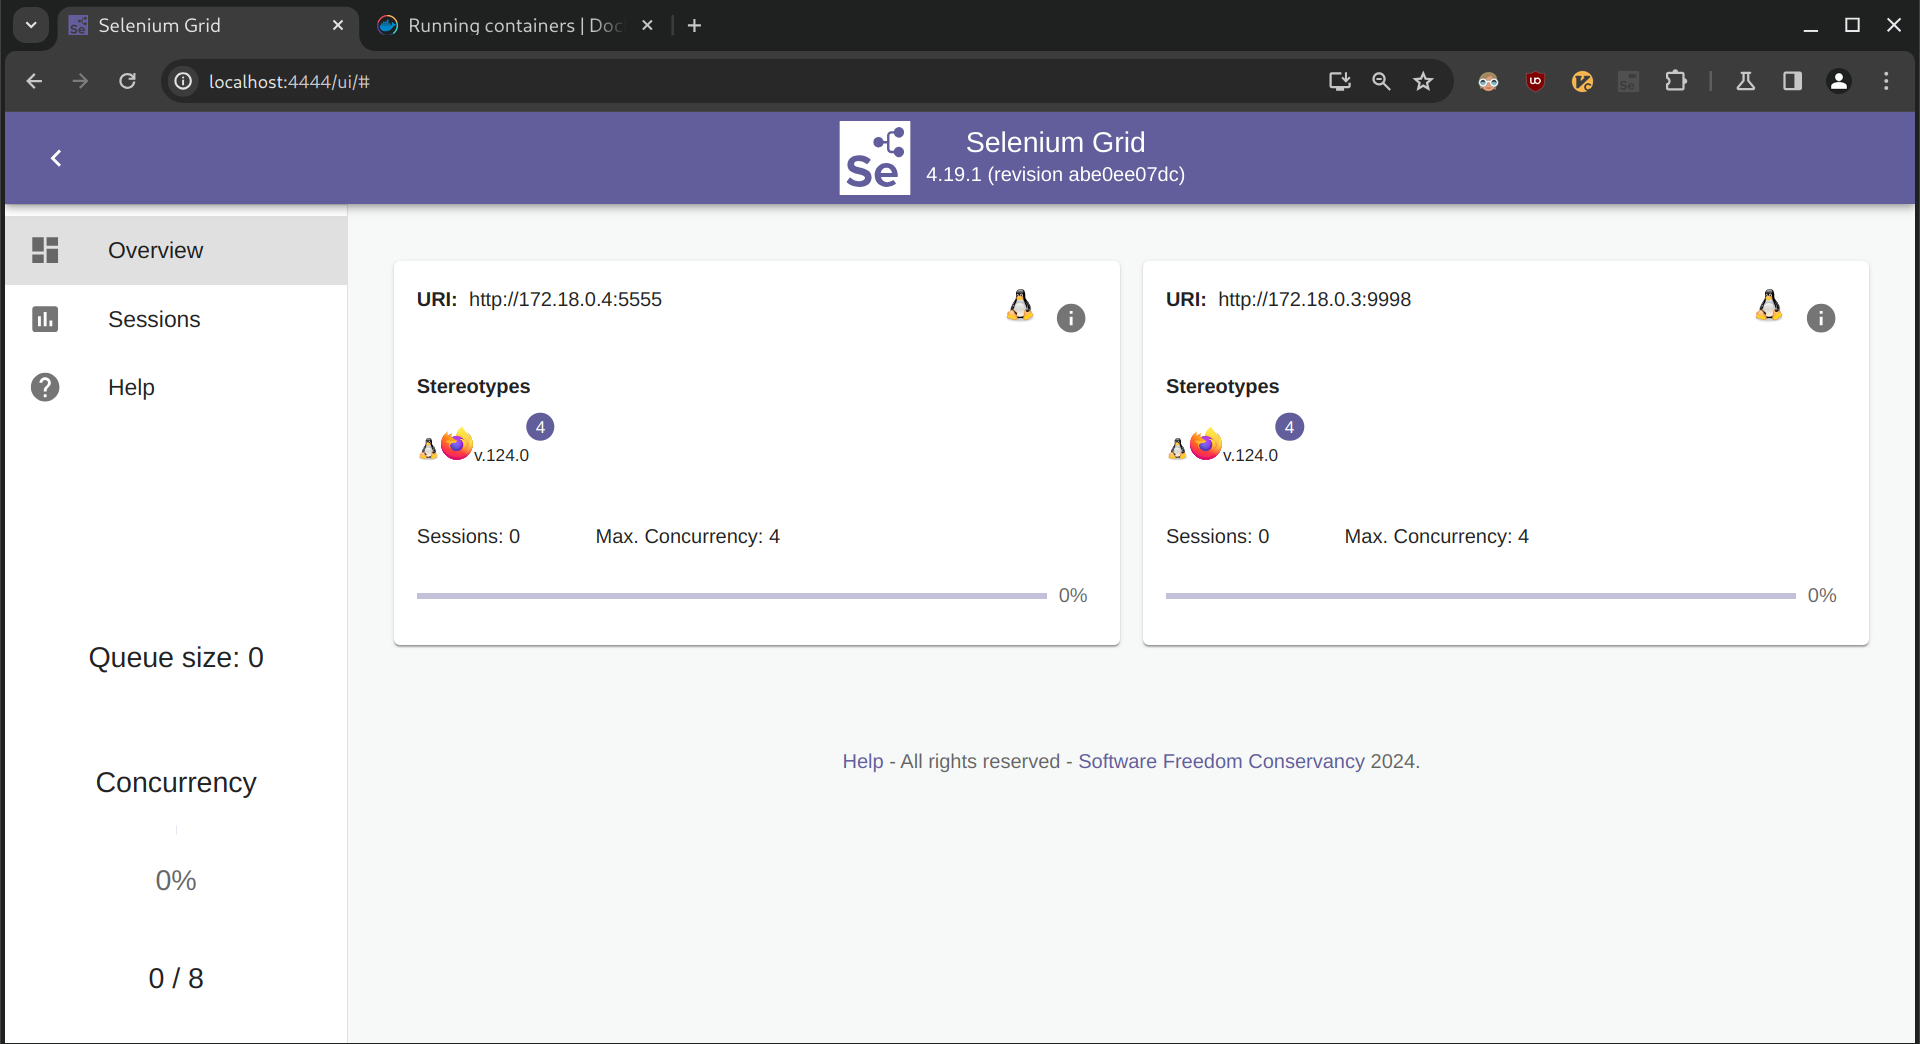 Selenium Grid
Running containers | Doc
localhost:4444/ui/#
Se
Selenium Grid
4.19.1 (revision abe0ee07dc)
Overview
Sessions
Help
Queue size: 0
Concurrency
0%
0 / 8
URI: http://172.18.0.4:5555
Stereotypes
4
v.124.0
Sessions: 0 Max. Concurrency: 4
0%
URI: http://172.18.0.3:9998
Stereotypes
4
v.124.0
Sessions: 0 Max. Concurrency: 4
0%
Help - All rights reserved - Software Freedom Conservancy 2024.